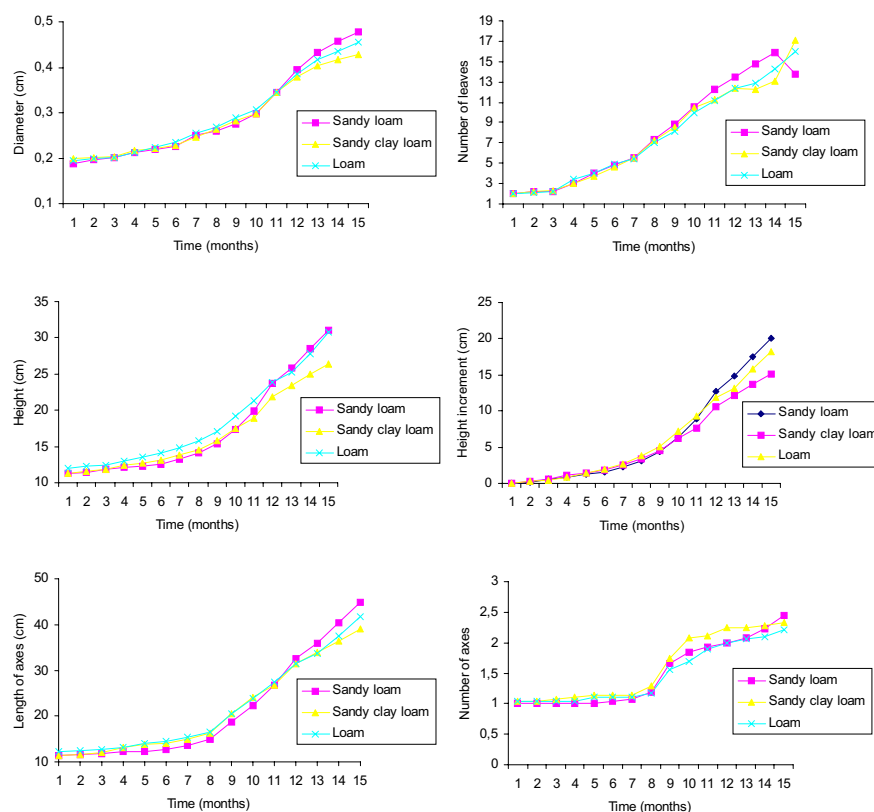 Diameter (cm)
0,5
0,4
0,3
0,2
0,1
1 2 3 4 5 6 7 8 9 10 11 12 13 14 15
Time (months)
Sandy loam
Sandy clay loam
Loam
Number of leaves
21
19
17
15
13
11
9
7
5
3
1
1 2 3 4 5 6 7 8 9 10 11 12 13 14 15
Time (months)
Sandy loam
Sandy clay loam
Loam
Height (cm)
35
30
25
20
15
10
1 2 3 4 5 6 7 8 9 10 11 12 13 14 15
Time (months)
Sandy loam
Sandy clay loam
Loam
Height increment (cm)
25
20
15
10
5
0
1 2 3 4 5 6 7 8 9 10 11 12 13 14 15
Time (months)
Sandy loam
Sandy clay loam
Loam
Length of axes (cm)
50
40
30
20
10
1 2 3 4 5 6 7 8 9 10 11 12 13 14 15
Time (months)
Sandy loam
Sandy clay loam
Loam
Number of axes
3
2,5
2
1,5
1
0,5
0
1 2 3 4 5 6 7 8 9 10 11 12 13 14 15
Time (months)
Sandy loam
Sandy clay loam
Loam